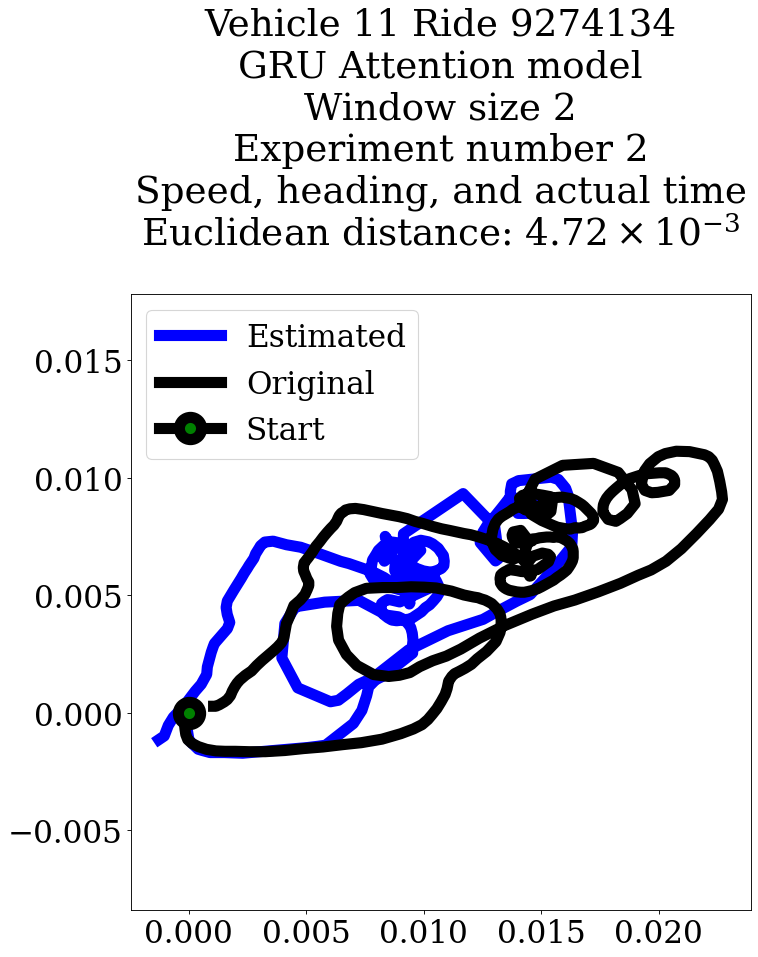 Vehicle 11 Ride 9274134
GRU Attention model
Window size 2
Experiment number 2
Speed, heading, and actual time
Euclidean distance: 4.72 × 10⁻³
Estimated
Original
Start
0.015
0.010
0.005
0.000
−0.005
0.000 0.005 0.010 0.015 0.020